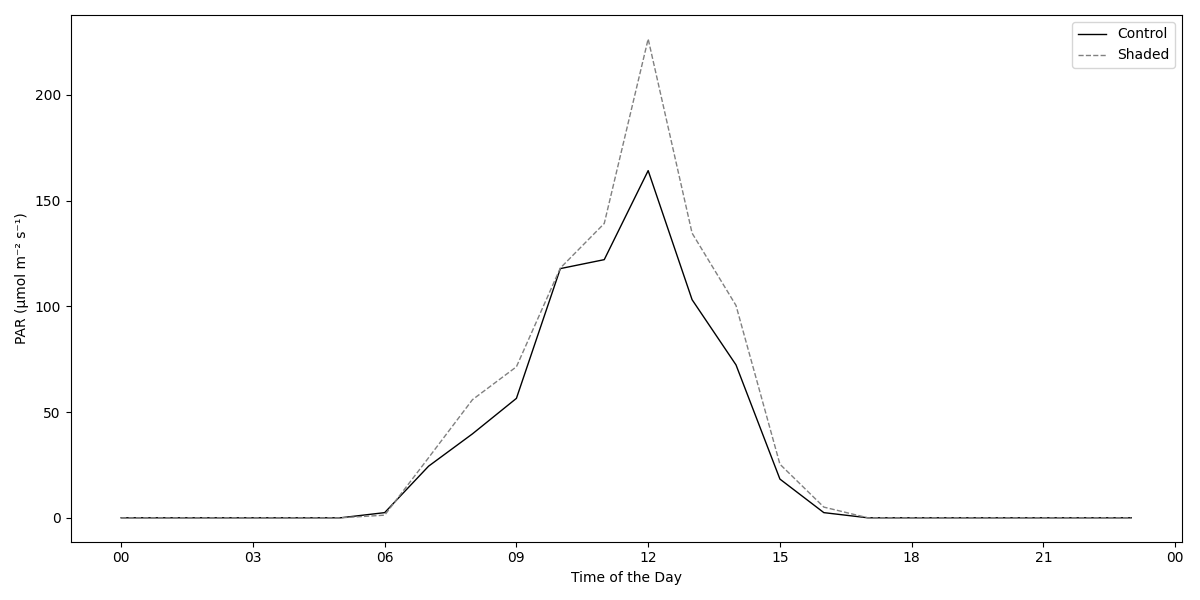 Control
Shaded
200
150
100
50
0
PAR (μmol m⁻² s⁻¹)
00 03 06 09 12 15 18 21 00
Time of the Day